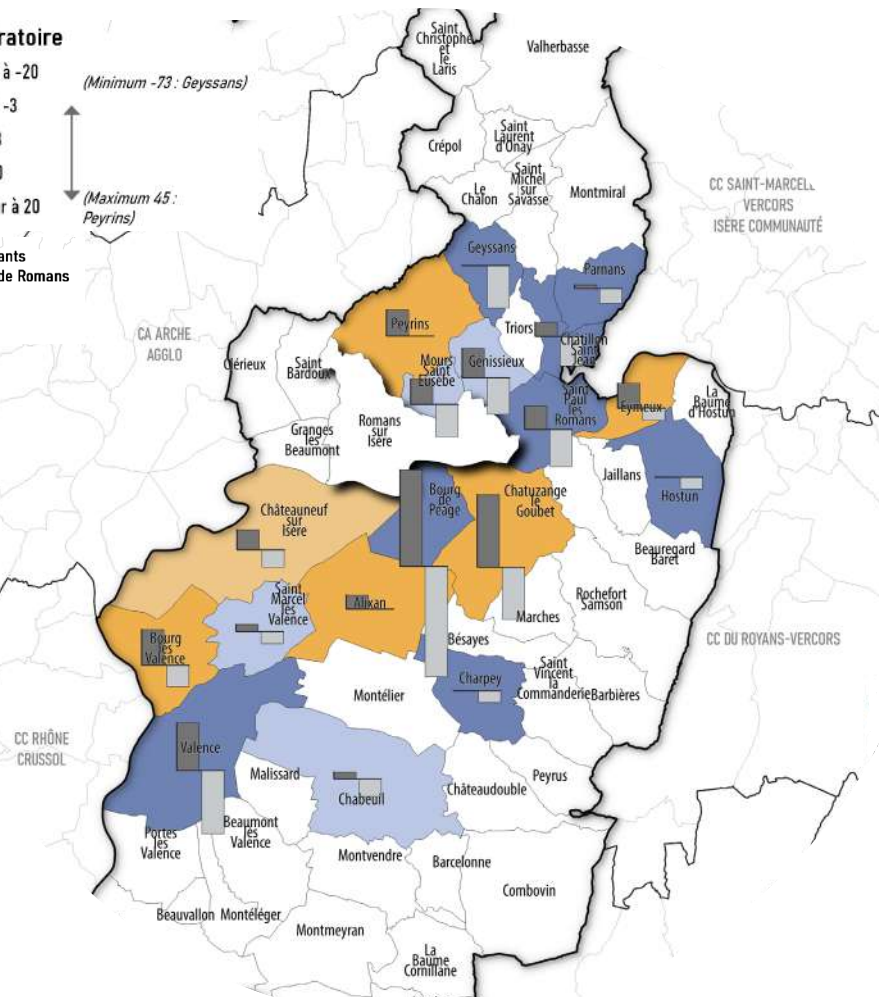 ratoire
à -20
-3
r à 20
ants
de Romans
(Minimum -73 : Geyssans)
(Maximum 45 :
Peyrins)
Saint
Christophe
et
le
Laris
Valherbasse
Crépol
Saint
Laurent
d'Onay
Saint
Michel
sur
Savasse
Le
Chalon
Montmiral
CC SAINT-MARCELL
VERCORS
ISÈRE COMMUNAUTÉ
Geyssans
Parnans
Peyrins
Triors
Châtillon
Saint
Jean
CA ARCHE
AGGLO
Clérieux
Saint
Bardoux
Mours
Saint
Eusèbe
Génissieux
Saint
Paul
lès
Romans
Eymeux
La
Baume
d'Hostun
Granges
les
Beaumont
Romans
sur
Isère
Jaillans
Hostun
Châteauneuf
sur
Isère
Bourg
de
Péage
Chatuzange
le
Goubet
Beauregard
Baret
Rochefort
Samson
Saint
Marcel
lès
Valence
Alixan
Marches
Bourg
lès
Valence
Bésayes
CC DU ROYANS-VERCORS
Charpey
Saint
Vincent
la
Commanderie
Barbières
Montélier
CC RHÔNE
CRUSSOL
Valence
Malissard
Chabeuil
Châteaudouble
Peyrus
Portes
lès
Valence
Beaumont
lès
Valence
Montvendre
Barcelonne
Combovin
Beauvallon
Montéléger
Montmeyran
La
Baume
Cornillane